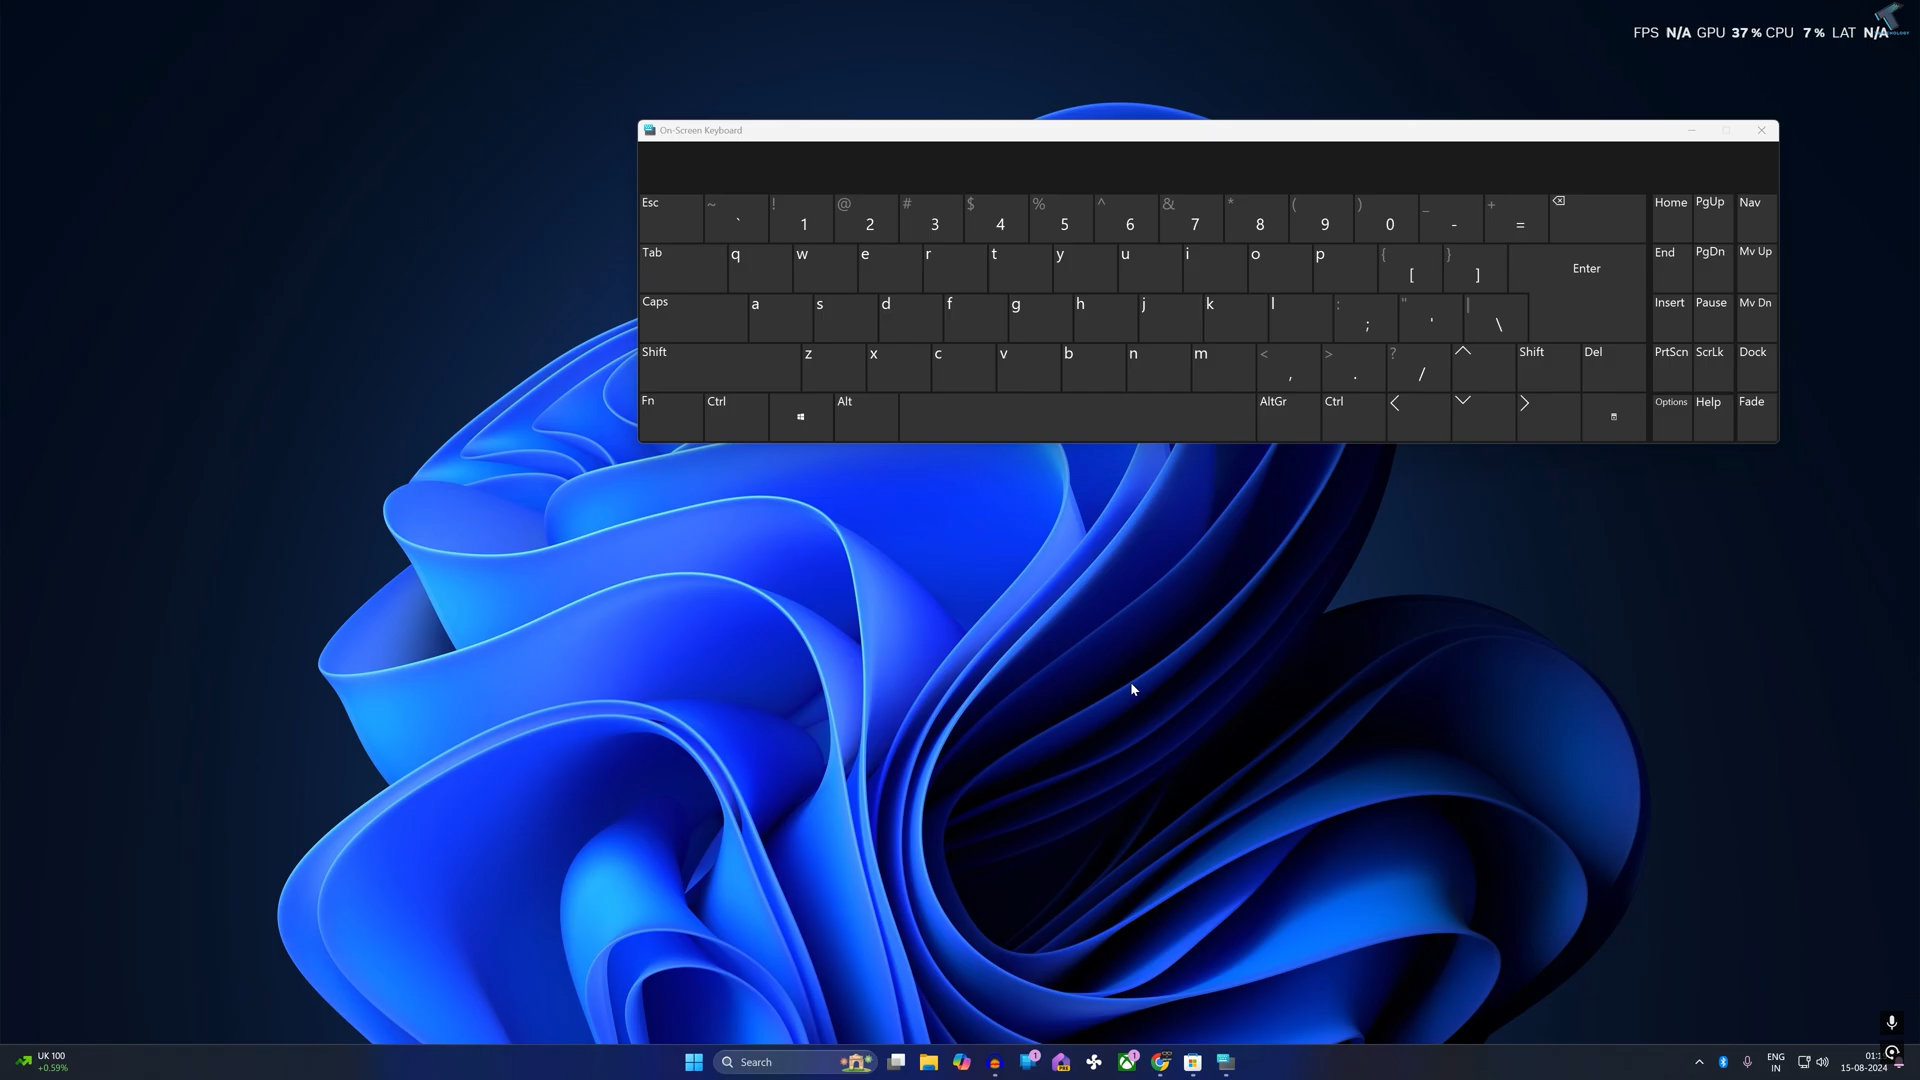 FPS N/A GPU 37 % CPU 7 % LAT N/A
On-Screen Keyboard
Esc ~ ` ! 1 @ 2 # 3 $ 4 % 5 ^ 6 & 7 * 8 ( 9 ) 0 _ - + = Home PgUp Nav
Tab q w e r t y u i o p { [ } ] Enter End PgDn Mv Up
Caps a s d f g h j k l : ; " ' | \ Insert Pause Mv Dn
Shift z x c v b n m < , > . ? / Shift Del PrtScn ScrLk Dock
Fn Ctrl Alt AltGr Ctrl Options Help Fade
UK 100
+0.59%
Search
1
PRE
1
ENG
IN
15-08-2024